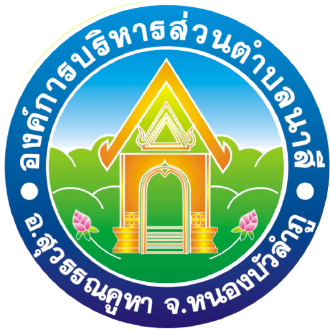 องค์การบริหารส่วนตำบลนาสี
อ.สุวรรณคูหา จ.หนองบัวลำภู